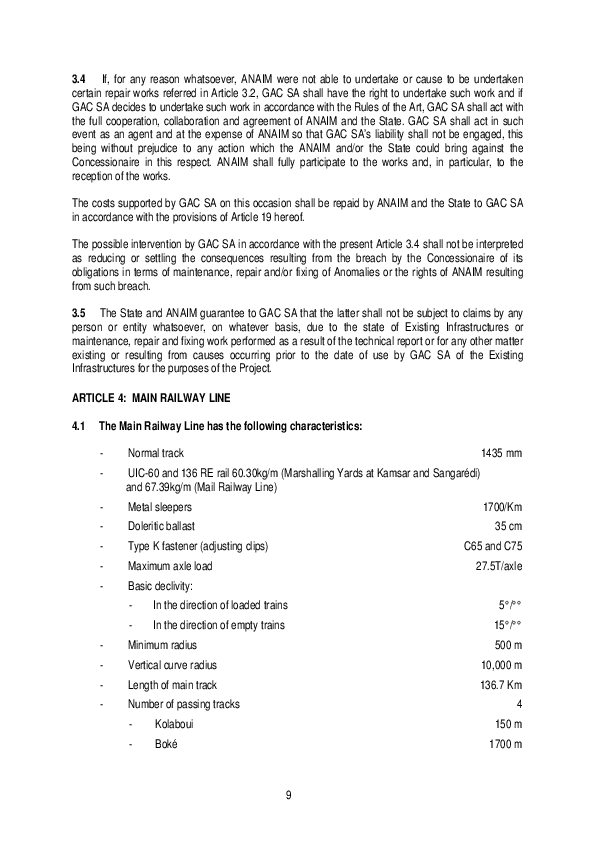 3.4 If, for any reason whatsoever, ANAIM were not able to undertake or cause to be undertaken
certain repair works referred in Article 3.2, GAC SA shall have the right to undertake such work and if
GAC SA decides to undertake such work in accordance with the Rules of the Art, GAC SA shall act with
the full cooperation, collaboration and agreement of ANAIM and the State. GAC SA shall act in such
event as an agent and at the expense of ANAIM so that GAC SA's liability shall not be engaged, this
being without prejudice to any action which the ANAIM and/or the State could bring against the
Concessionaire in this respect. ANAIM shall fully participate to the works and, in particular, to the
reception of the works.
The costs supported by GAC SA on this occasion shall be repaid by ANAIM and the State to GAC SA
in accordance with the provisions of Article 19 hereof.
The possible intervention by GAC SA in accordance with the present Article 3.4 shall not be interpreted
as reducing or settling the consequences resulting from the breach by the Concessionaire of its
obligations in terms of maintenance, repair and/or fixing of Anomalies or the rights of ANAIM resulting
from such breach.
3.5 The State and ANAIM guarantee to GAC SA that the latter shall not be subject to claims by any
person or entity whatsoever, on whatever basis, due to the state of Existing Infrastructures or
maintenance, repair and fixing work performed as a result of the technical report or for any other matter
existing or resulting from causes occurring prior to the date of use by GAC SA of the Existing
Infrastructures for the purposes of the Project.
ARTICLE 4: MAIN RAILWAY LINE
4.1 The Main Railway Line has the following characteristics:
- Normal track 1435 mm
- UIC-60 and 136 RE rail 60.30kg/m (Marshalling Yards at Kamsar and Sangarédi)
and 67.39kg/m (Mail Railway Line)
- Metal sleepers 1700/Km
- Doleritic ballast 35 cm
- Type K fastener (adjusting clips) C65 and C75
- Maximum axle load 27.5T/axle
- Basic declivity:
- In the direction of loaded trains 5°/°°
- In the direction of empty trains 15°/°°
- Minimum radius 500 m
- Vertical curve radius 10,000 m
- Length of main track 136.7 Km
- Number of passing tracks 4
- Kolaboui 150 m
- Boké 1700 m
9